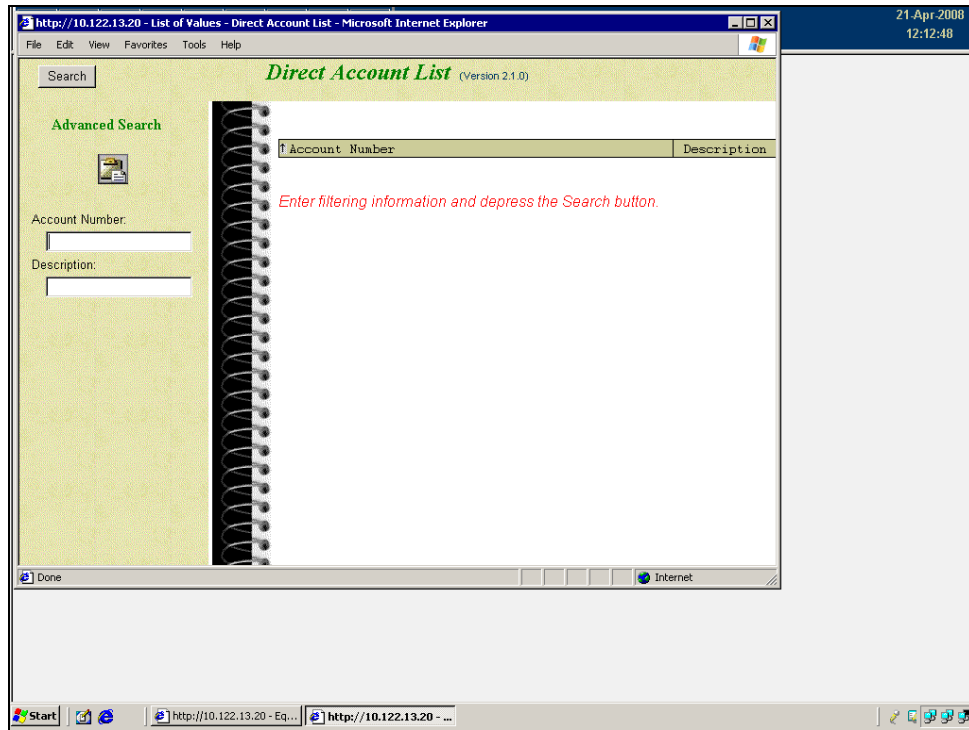 http://10.122.13.20 - List of Values - Direct Account List - Microsoft Internet Explorer
21-Apr-2008
12:12:48
File Edit View Favorites Tools Help
Search
Direct Account List (Version 2.1.0)
Advanced Search
↑ Account Number Description
Enter filtering information and depress the Search button.
Account Number:
Description:
Done
Internet
Start
http://10.122.13.20 - Eq...
http://10.122.13.20 - ...